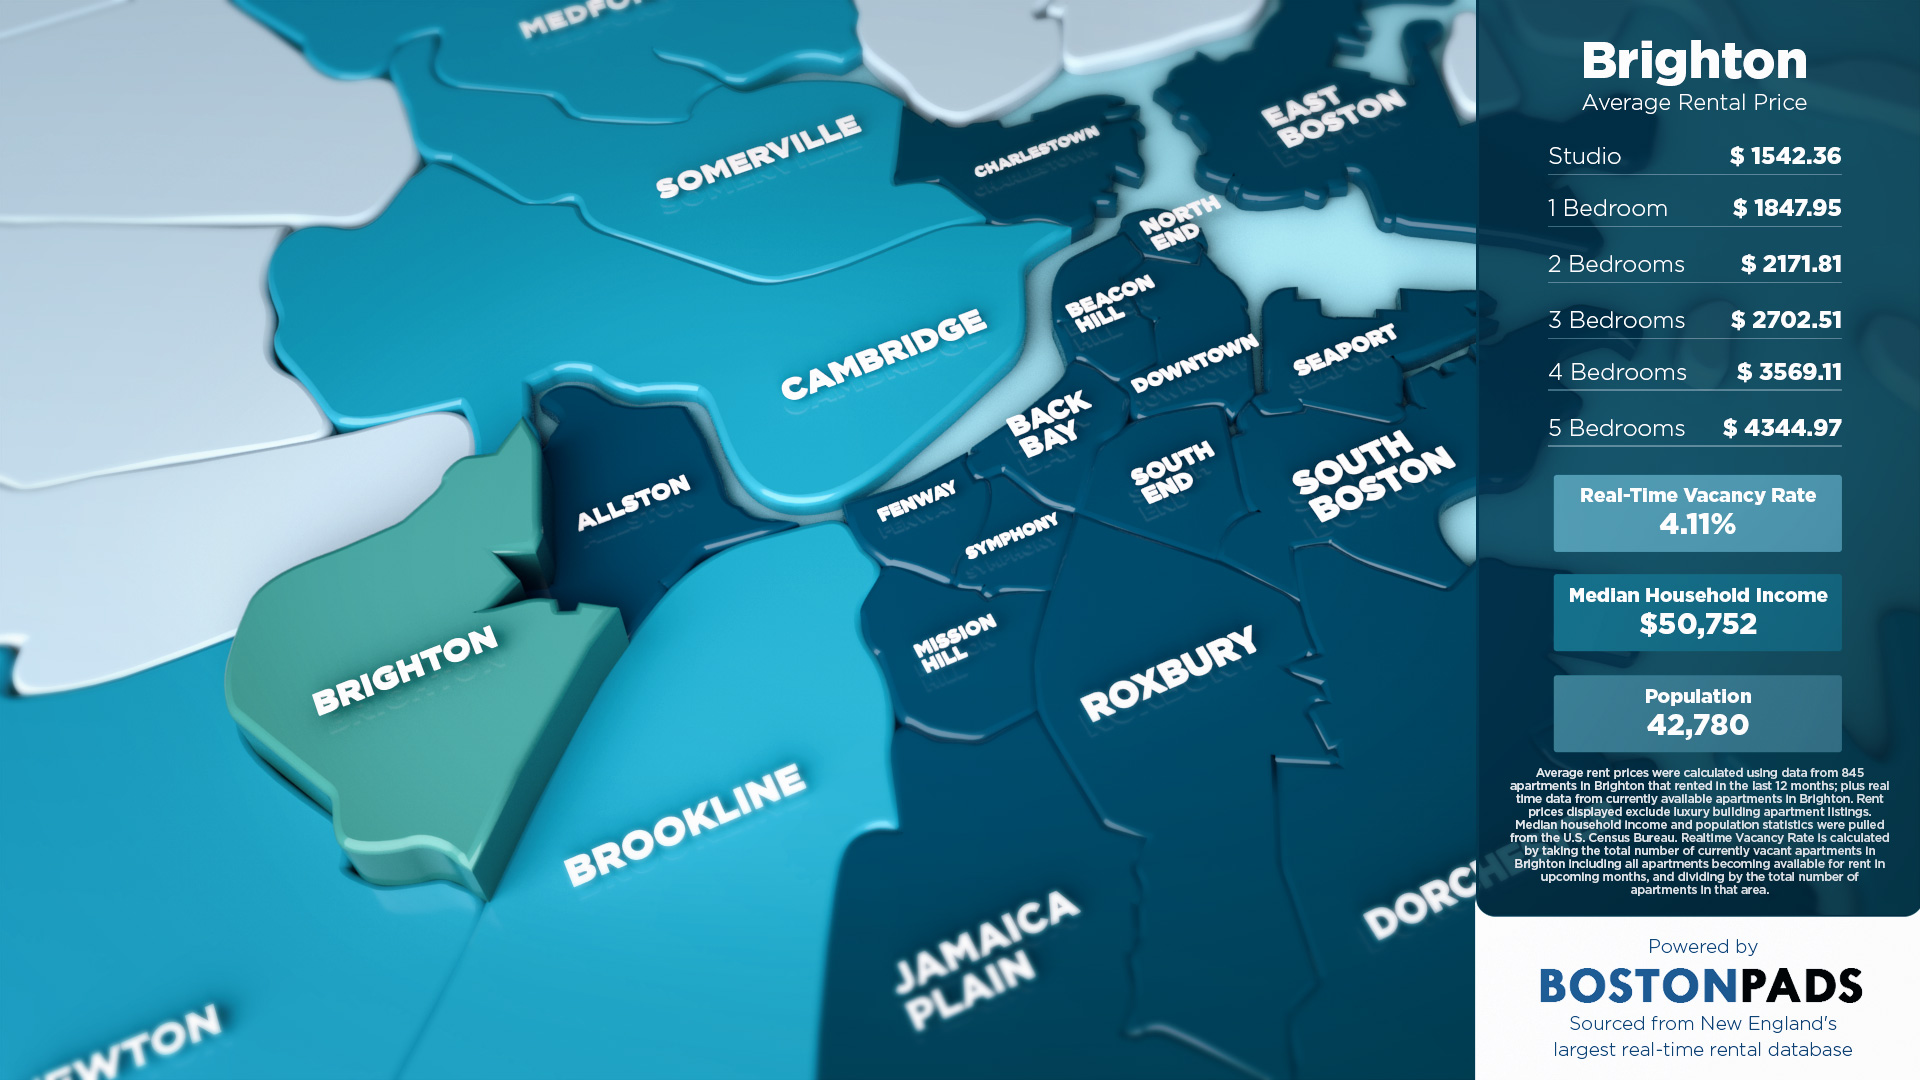 MEDFO
SOMERVILLE
CHARLESTOWN
EAST
BOSTON
NORTH
END
BEACON
HILL
CAMBRIDGE
DOWNTOWN
SEAPORT
BACK
BAY
SOUTH
END
SOUTH
BOSTON
ALLSTON
FENWAY
SYMPHONY
BRIGHTON
MISSION
HILL
ROXBURY
BROOKLINE
JAMAICA
PLAIN
DORCHE
EWTON
Brighton
Average Rental Price
Studio $ 1542.36
1 Bedroom $ 1847.95
2 Bedrooms $ 2171.81
3 Bedrooms $ 2702.51
4 Bedrooms $ 3569.11
5 Bedrooms $ 4344.97
Real-Time Vacancy Rate
4.11%
Median Household Income
$50,752
Population
42,780
Average rent prices were calculated using data from 845
apartments in Brighton that rented in the last 12 months; plus real
time data from currently available apartments in Brighton. Rent
prices displayed exclude luxury building apartment listings.
Median household income and population statistics were pulled
from the U.S. Census Bureau. Realtime Vacancy Rate is calculated
by taking the total number of currently vacant apartments in
Brighton including all apartments becoming available for rent in
upcoming months, and dividing by the total number of
apartments in that area.
Powered by
BOSTONPADS
Sourced from New England's
largest real-time rental database